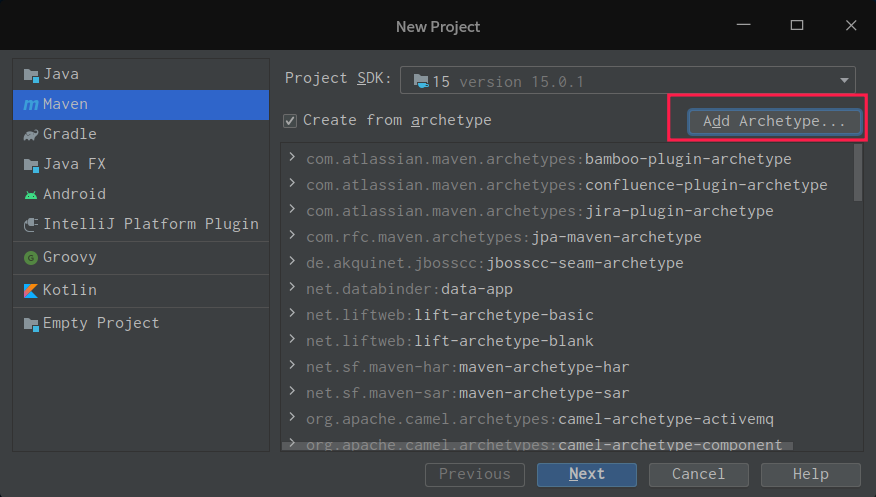 New Project
Java
Maven
Gradle
Java FX
Android
IntelliJ Platform Plugin
Groovy
Kotlin
Empty Project
Project SDK: 15 version 15.0.1
Create from archetype Add Archetype...
com.atlassian.maven.archetypes:bamboo-plugin-archetype
com.atlassian.maven.archetypes:confluence-plugin-archetype
com.atlassian.maven.archetypes:jira-plugin-archetype
com.rfc.maven.archetypes:jpa-maven-archetype
de.akquinet.jbosscc:jbosscc-seam-archetype
net.databinder:data-app
net.liftweb:lift-archetype-basic
net.liftweb:lift-archetype-blank
net.sf.maven-har:maven-archetype-har
net.sf.maven-sar:maven-archetype-sar
org.apache.camel.archetypes:camel-archetype-activemq
org.apache.camel.archetypes:camel-archetype-component
Previous Next Cancel Help